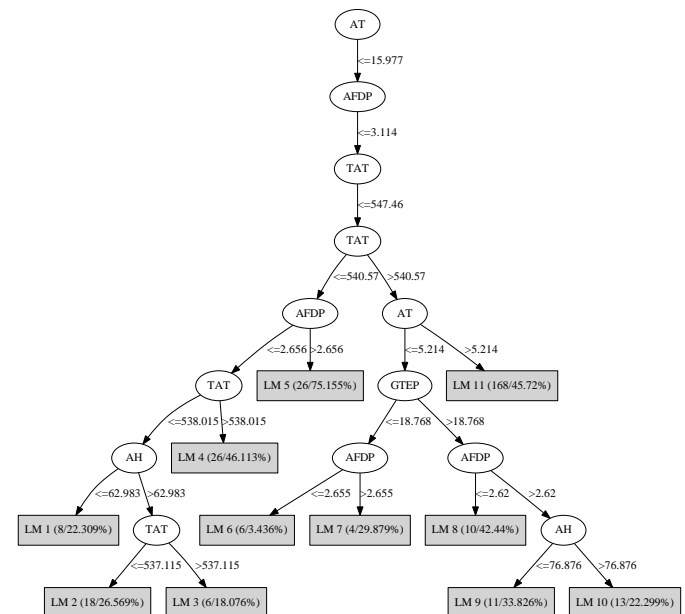 AT
<=15.977
AFDP
<=3.114
TAT
<=547.46
TAT
<=540.57 >540.57
AFDP AT
<=2.656 >2.656 <=5.214 >5.214
TAT LM 5 (26/75.155%) GTEP LM 11 (168/45.72%)
<=538.015 >538.015 <=18.768 >18.768
AH LM 4 (26/46.113%) AFDP AFDP
<=62.983 >62.983 <=2.655 >2.655 <=2.62 >2.62
LM 1 (8/22.309%) TAT LM 6 (6/3.436%) LM 7 (4/29.879%) LM 8 (10/42.44%) AH
<=537.115 >537.115 <=76.876 >76.876
LM 2 (18/26.569%) LM 3 (6/18.076%) LM 9 (11/33.826%) LM 10 (13/22.299%)